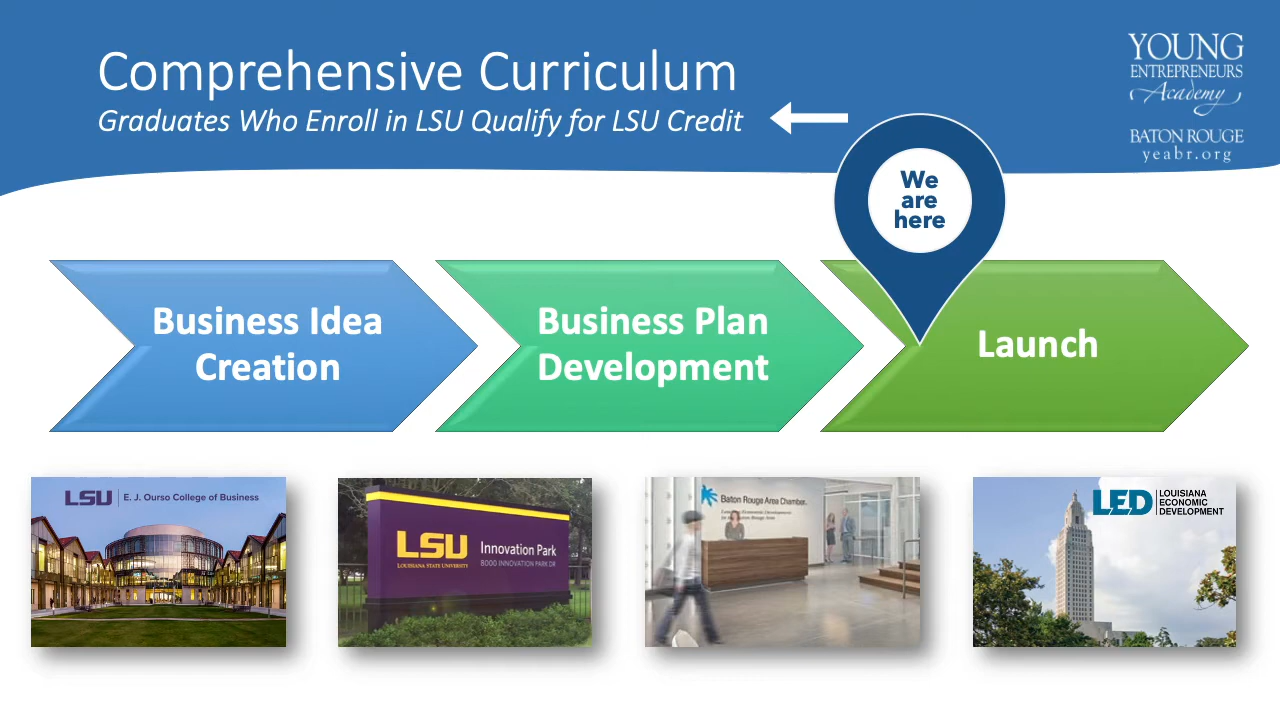 Comprehensive Curriculum
Graduates Who Enroll in LSU Qualify for LSU Credit
YOUNG
ENTREPRENEURS
Academy
BATON ROUGE
yeabr.org
We
are
here
Business Idea
Creation
Business Plan
Development
Launch
LSU | E. J. Ourso College of Business
LSU
LOUISIANA STATE UNIVERSITY
Innovation Park
8000 INNOVATION PARK DR
Baton Rouge Area Chamber.
LED
LOUISIANA
ECONOMIC
DEVELOPMENT